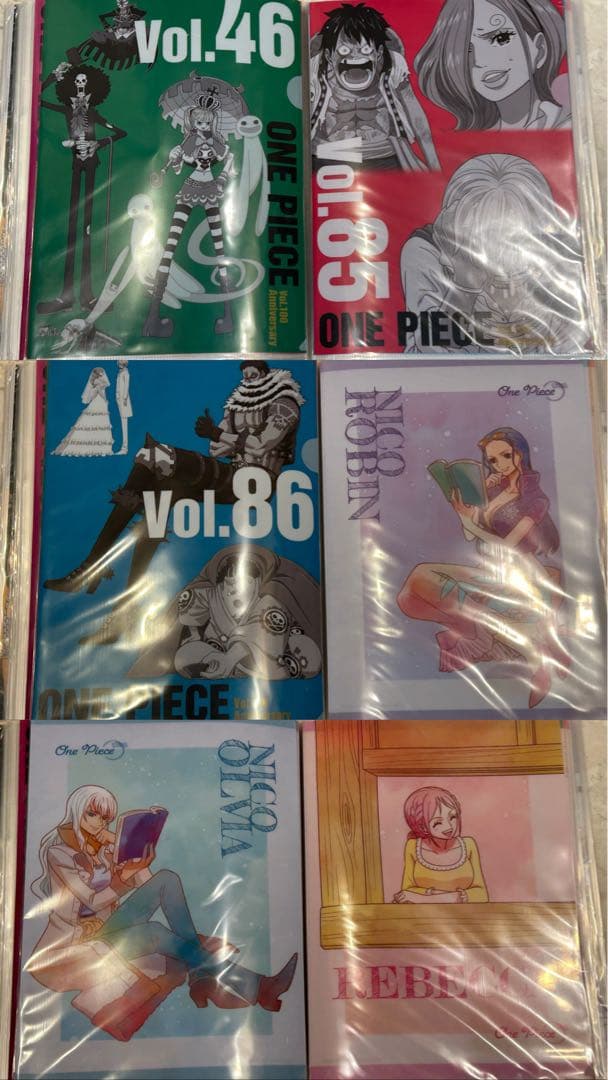 Vol.46
ONE PIECE
Vol.100
Anniversary
Vol.85
ONE PIECE
Vol.86
ONE PIECE
Anniversary
NICO
ROBIN
One Piece
One Piece
NICO
OLVIA
One Piece